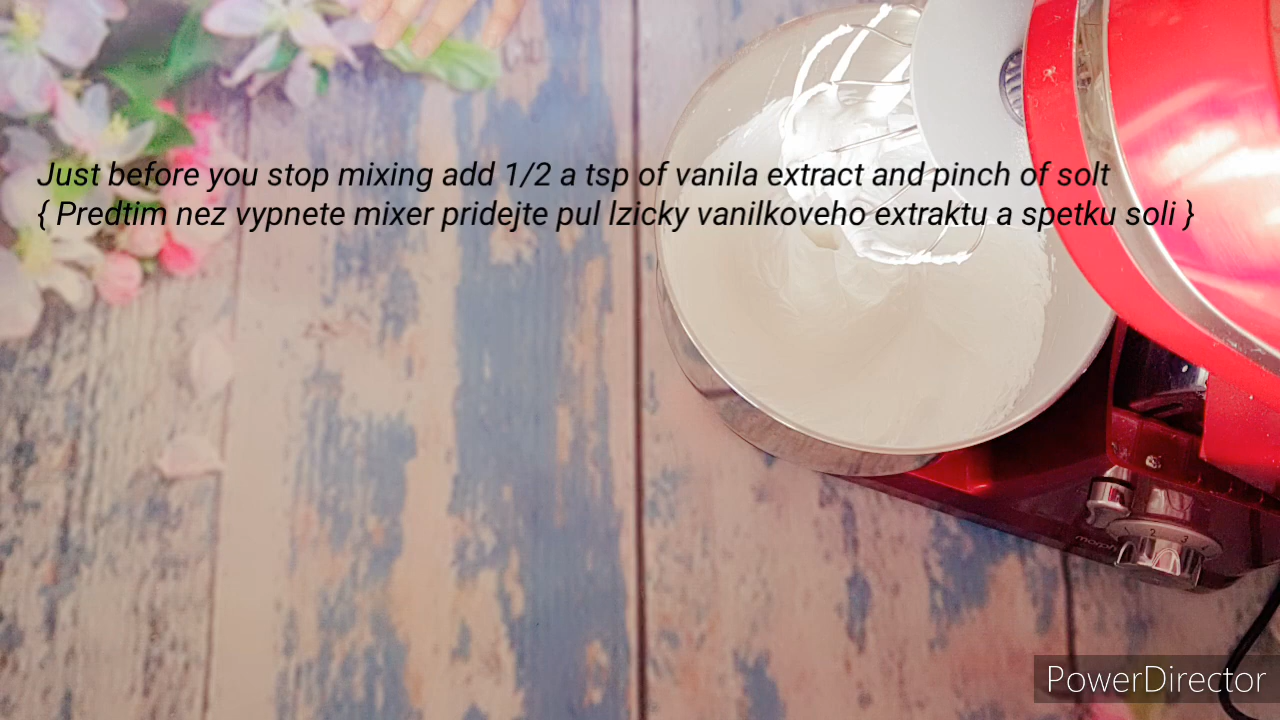 Just before you stop mixing add 1/2 a tsp of vanila extract and pinch of solt
{ Predtim nez vypnete mixer pridejte pul lzicky vanilkoveho extraktu a spetku soli }
morph
PowerDirector